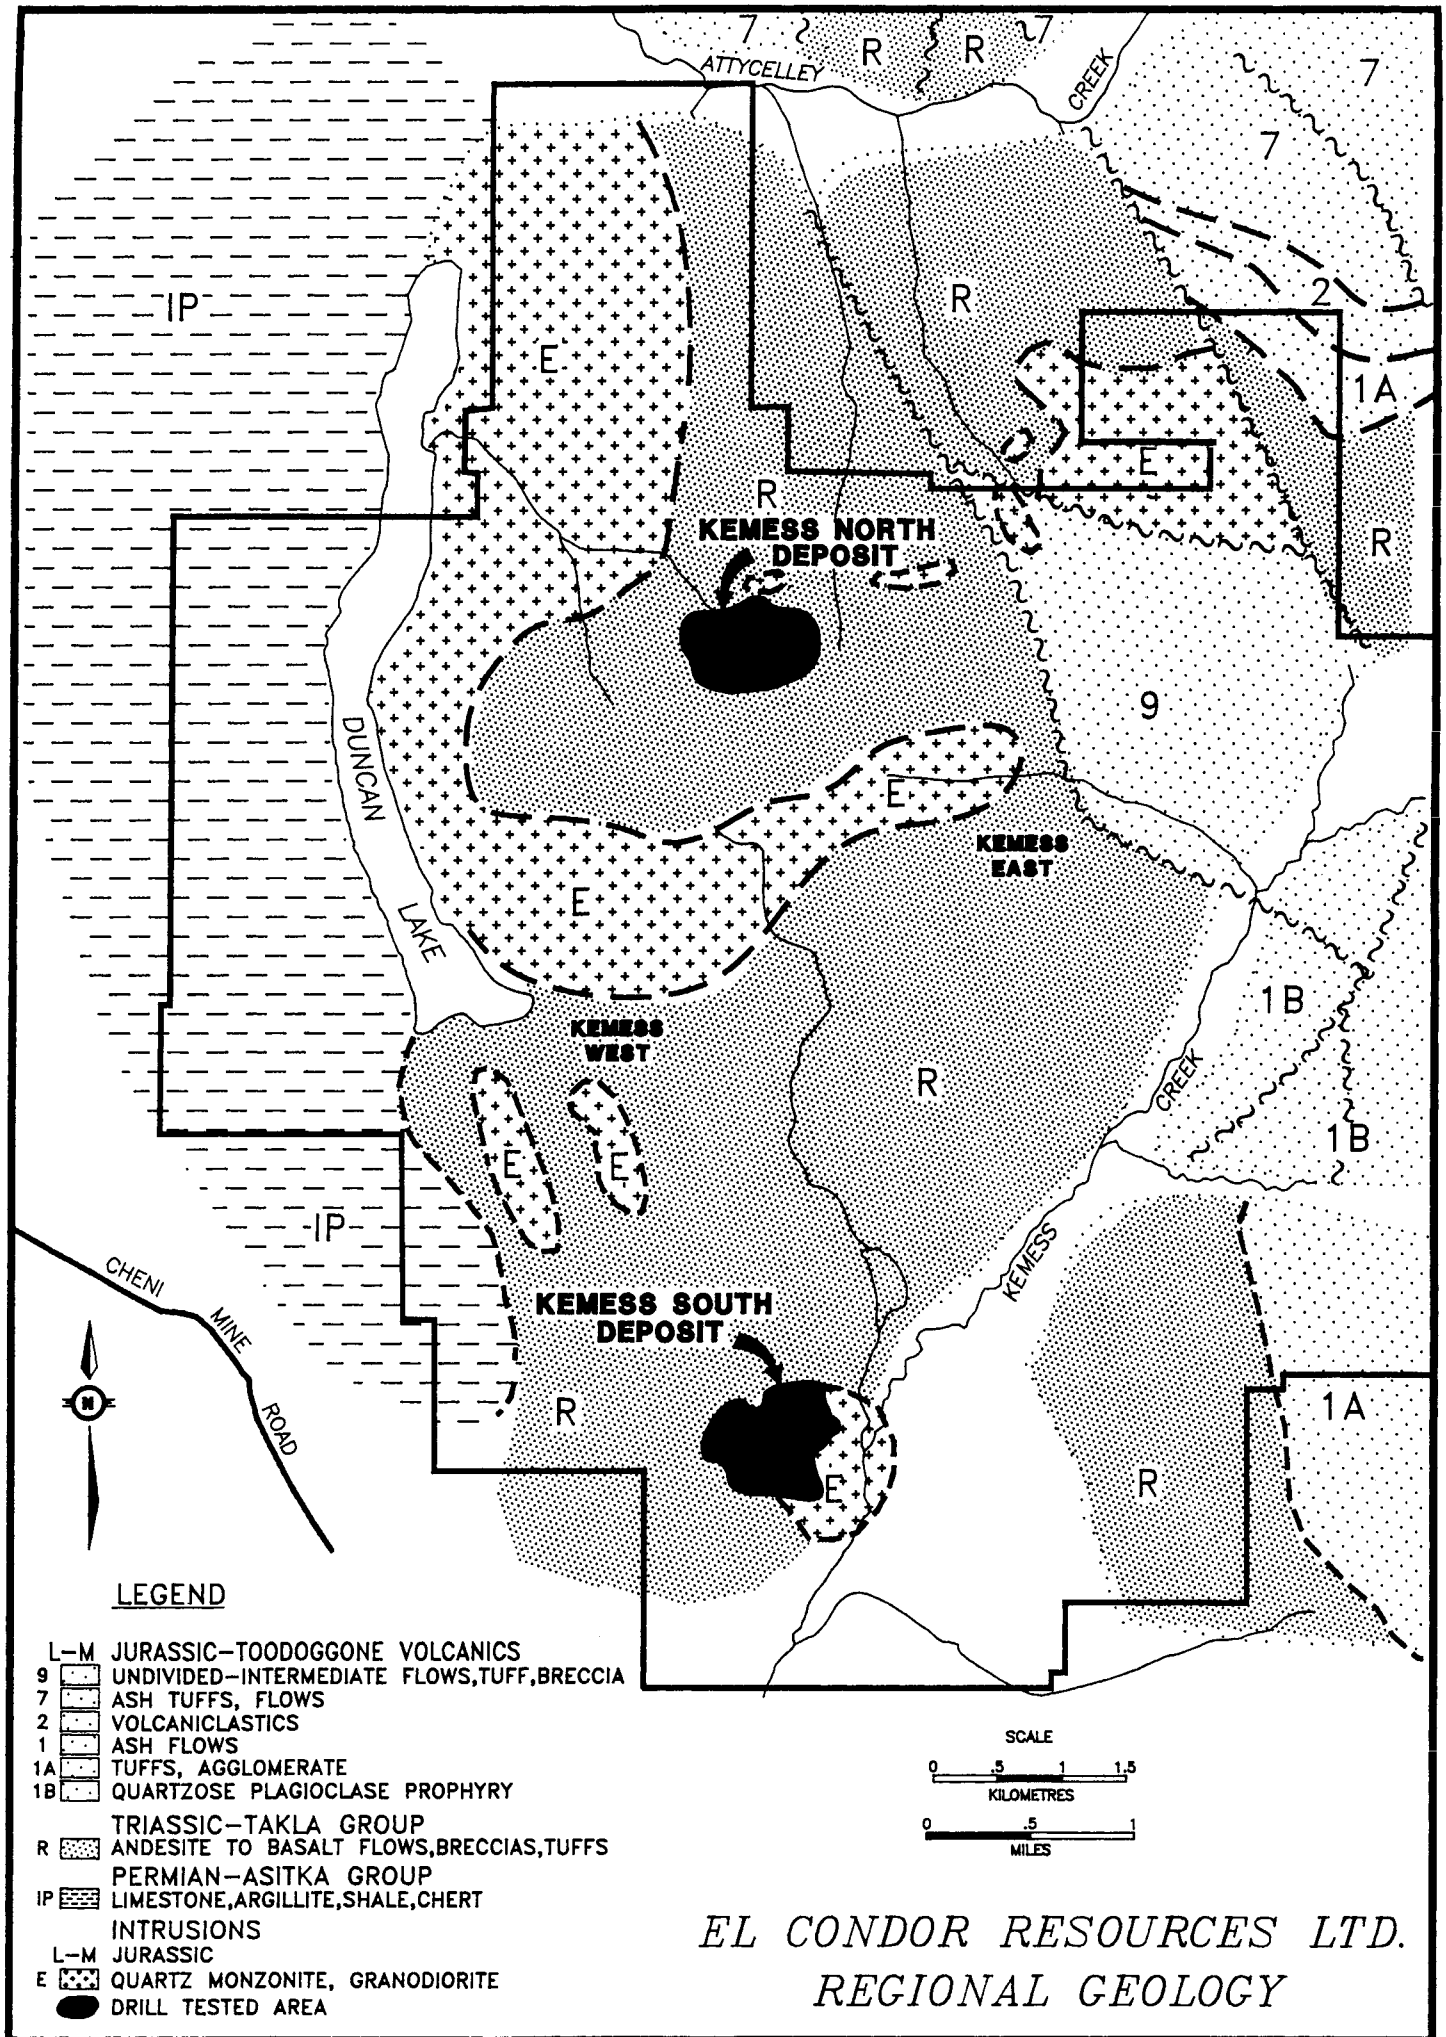 7
R
R
7
ATTYCELLEY
CREEK
7
7
IP
E
R
2
1A
E
R
R
KEMESS NORTH
DEPOSIT
9
DUNCAN
LAKE
E
KEMESS
EAST
E
1B
KEMESS
WEST
R
CREEK
1B
E
E
IP
KEMESS
CHENI
MINE
ROAD
N
KEMESS SOUTH
DEPOSIT
R
1A
R
E
LEGEND
L-M JURASSIC-TOODOGGONE VOLCANICS
9 UNDIVIDED-INTERMEDIATE FLOWS,TUFF,BRECCIA
7 ASH TUFFS, FLOWS
2 VOLCANICLASTICS
1 ASH FLOWS
1A TUFFS, AGGLOMERATE
1B QUARTZOSE PLAGIOCLASE PROPHYRY
TRIASSIC-TAKLA GROUP
R ANDESITE TO BASALT FLOWS,BRECCIAS,TUFFS
PERMIAN-ASITKA GROUP
IP LIMESTONE,ARGILLITE,SHALE,CHERT
INTRUSIONS
L-M JURASSIC
E QUARTZ MONZONITE, GRANODIORITE
DRILL TESTED AREA
SCALE
0 .5 1 1.5
KILOMETRES
0 .5 1
MILES
EL CONDOR RESOURCES LTD.
REGIONAL GEOLOGY